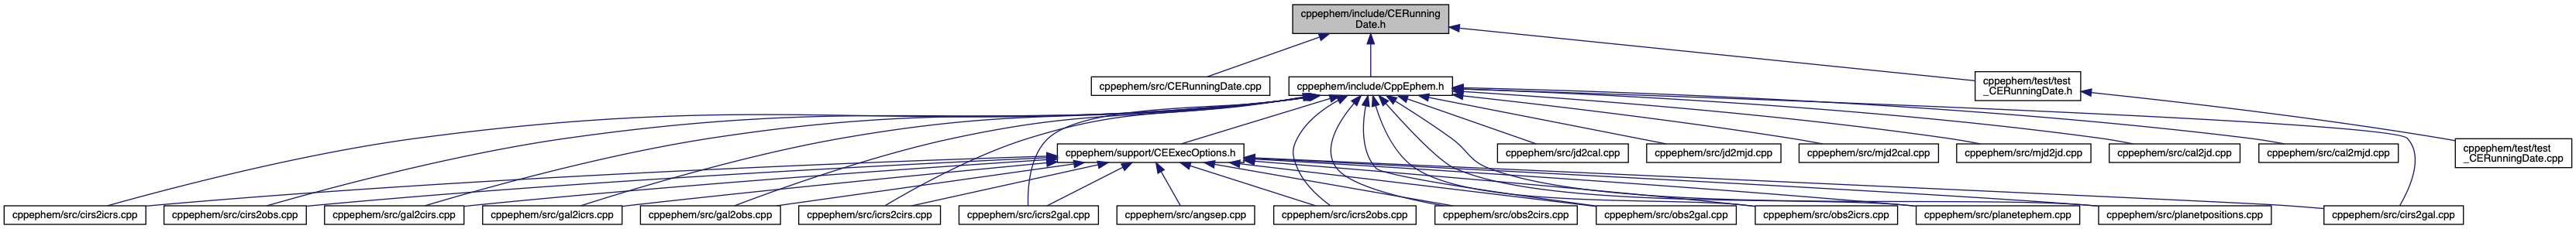 cppephem/include/CERunning
Date.h
cppephem/src/CERunningDate.cpp
cppephem/include/CppEphem.h
cppephem/test/test
_CERunningDate.h
cppephem/support/CEExecOptions.h
cppephem/src/jd2cal.cpp
cppephem/src/jd2mjd.cpp
cppephem/src/mjd2cal.cpp
cppephem/src/mjd2jd.cpp
cppephem/src/cal2jd.cpp
cppephem/src/cal2mjd.cpp
cppephem/test/test
_CERunningDate.cpp
cppephem/src/cirs2icrs.cpp
cppephem/src/cirs2obs.cpp
cppephem/src/gal2cirs.cpp
cppephem/src/gal2icrs.cpp
cppephem/src/gal2obs.cpp
cppephem/src/icrs2cirs.cpp
cppephem/src/icrs2gal.cpp
cppephem/src/angsep.cpp
cppephem/src/icrs2obs.cpp
cppephem/src/obs2cirs.cpp
cppephem/src/obs2gal.cpp
cppephem/src/obs2icrs.cpp
cppephem/src/planetephem.cpp
cppephem/src/planetpositions.cpp
cppephem/src/cirs2gal.cpp